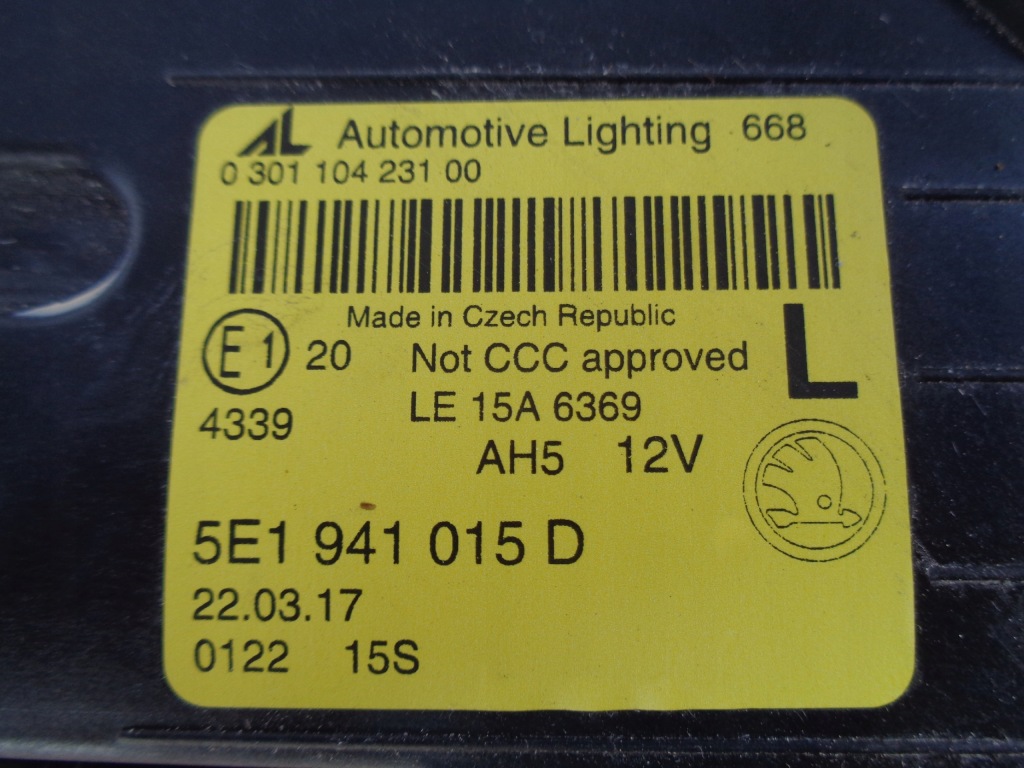 AL Automotive Lighting 668
0 301 104 231 00
Made in Czech Republic
E1 20 Not CCC approved L
4339 LE 15A 6369
AH5 12V
5E1 941 015 D
22.03.17
0122 15S